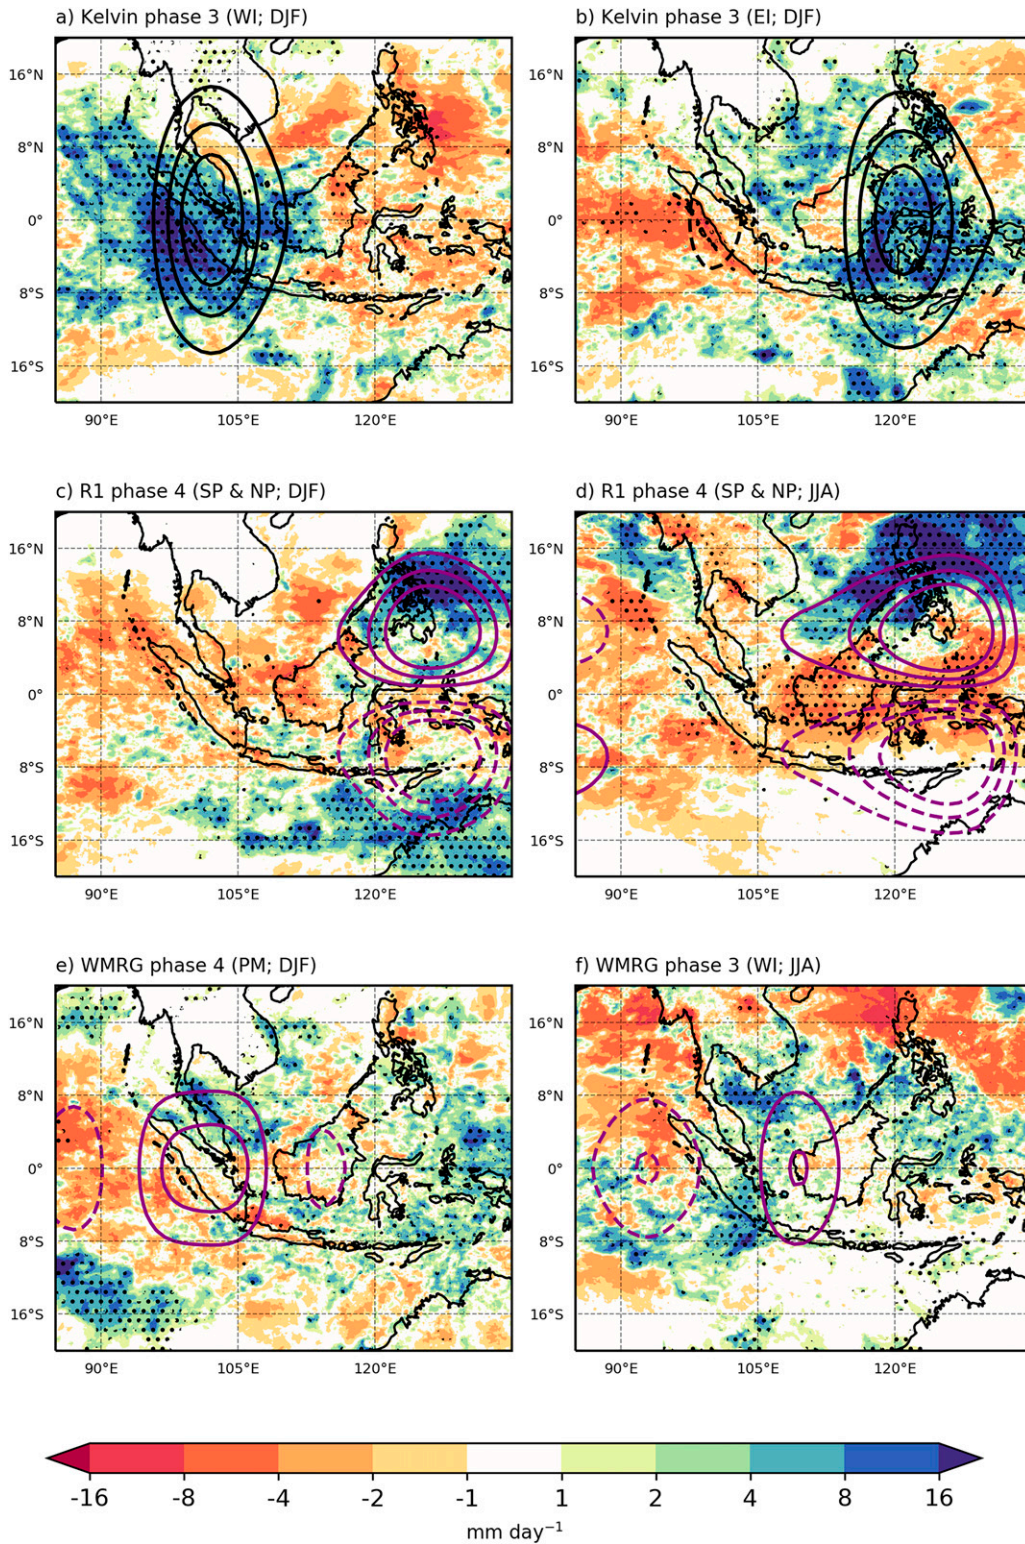 a) Kelvin phase 3 (WI; DJF)
b) Kelvin phase 3 (EI; DJF)
16°N
8°N
0°
8°S
16°S
90°E 105°E 120°E
16°N
8°N
0°
8°S
16°S
90°E 105°E 120°E
c) R1 phase 4 (SP & NP; DJF)
d) R1 phase 4 (SP & NP; JJA)
16°N
8°N
0°
8°S
16°S
90°E 105°E 120°E
16°N
8°N
0°
8°S
16°S
90°E 105°E 120°E
e) WMRG phase 4 (PM; DJF)
f) WMRG phase 3 (WI; JJA)
16°N
8°N
0°
8°S
16°S
90°E 105°E 120°E
16°N
8°N
0°
8°S
16°S
90°E 105°E 120°E
-16 -8 -4 -2 -1 1 2 4 8 16
mm day⁻¹